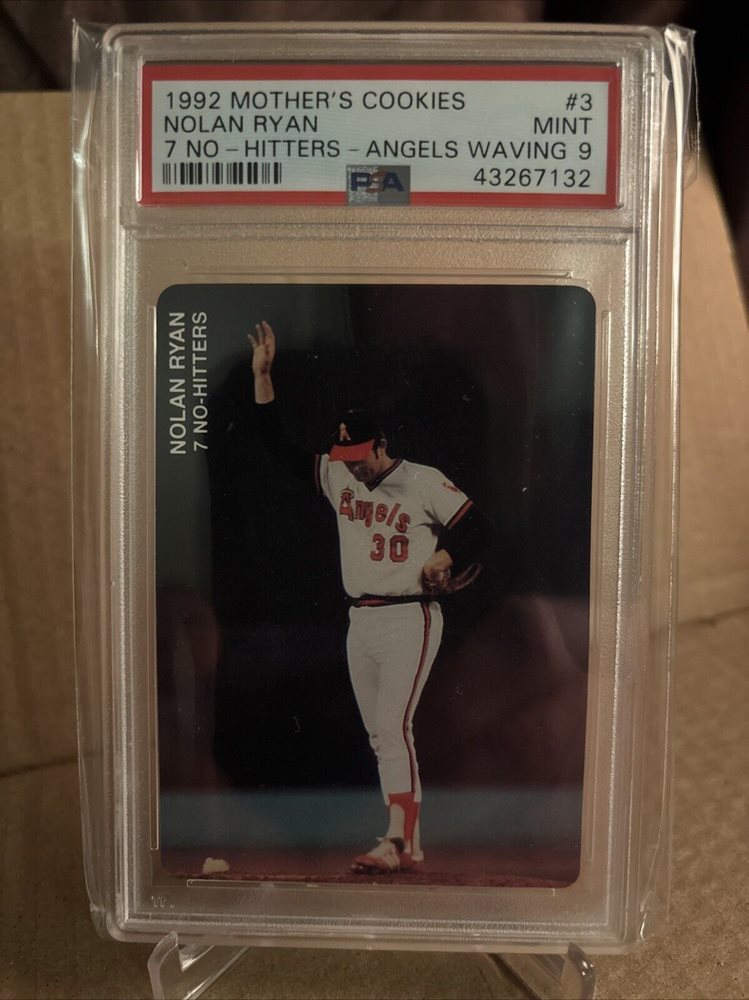 1992 MOTHER'S COOKIES #3
NOLAN RYAN MINT
7 NO-HITTERS-ANGELS WAVING 9
PSA 43267132
NOLAN RYAN
7 NO-HITTERS
A
Angels
30